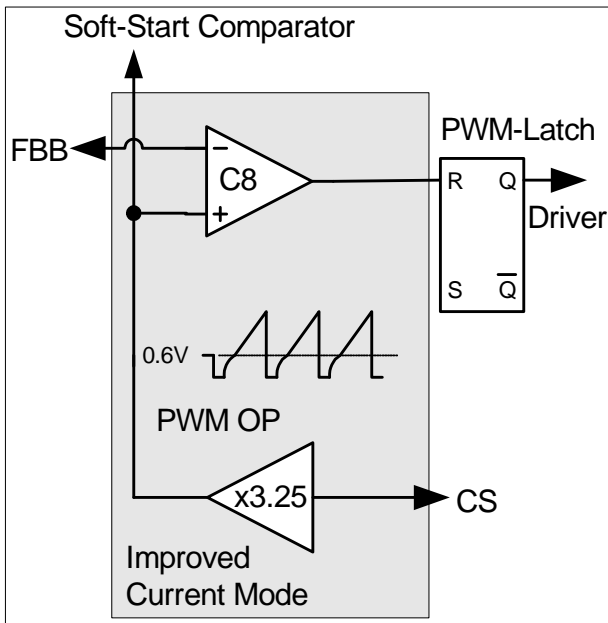 Soft-Start Comparator
FBB
PWM-Latch
C8
−
+
R Q
Driver
S Q̅
0.6V
PWM OP
x3.25
CS
Improved
Current Mode